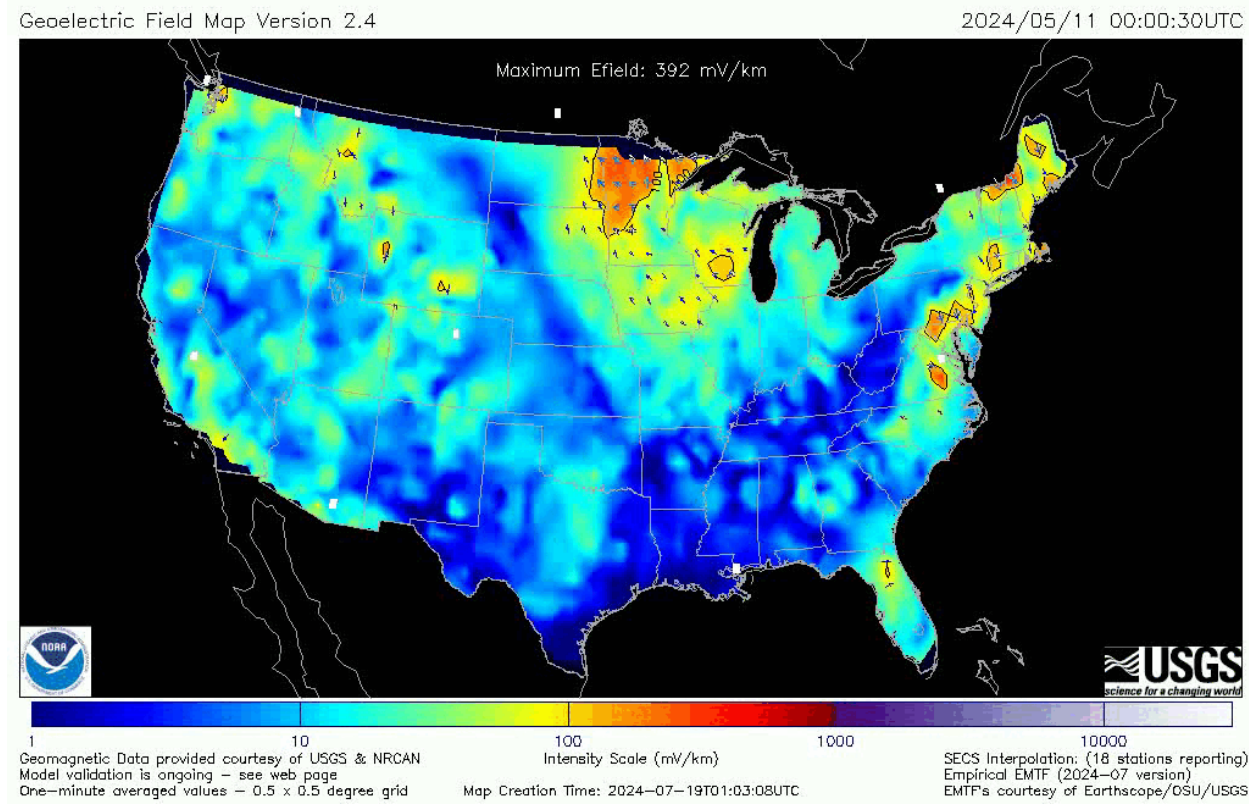 Geoelectric Field Map Version 2.4
2024/05/11 00:00:30UTC
Maximum Efield: 392 mV/km
100
100
NOAA
USGS
science for a changing world
1
10
100
1000
10000
Geomagnetic Data provided courtesy of USGS & NRCAN
Intensity Scale (mV/km)
SECS Interpolation: (18 stations reporting)
Model validation is ongoing - see web page
Empirical EMTF (2024-07 version)
One-minute averaged values - 0.5 x 0.5 degree grid
Map Creation Time: 2024-07-19T01:03:08UTC
EMTF's courtesy of Earthscope/OSU/USGS